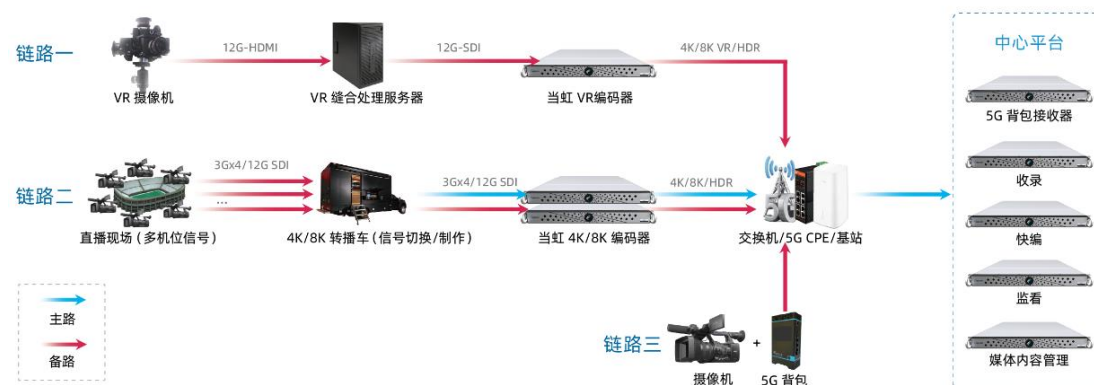 链路一
12G-HDMI
12G-SDI
4K/8K VR/HDR
VR 摄像机
VR 缝合处理服务器
当虹 VR编码器
链路二
3Gx4/12G SDI
...
3Gx4/12G SDI
4K/8K/HDR
直播现场 (多机位信号)
4K/8K 转播车 (信号切换/制作)
当虹 4K/8K 编码器
交换机/5G CPE/基站
主路
备路
链路三
+
摄像机
5G 背包
中心平台
5G 背包接收器
收录
快编
监看
媒体内容管理